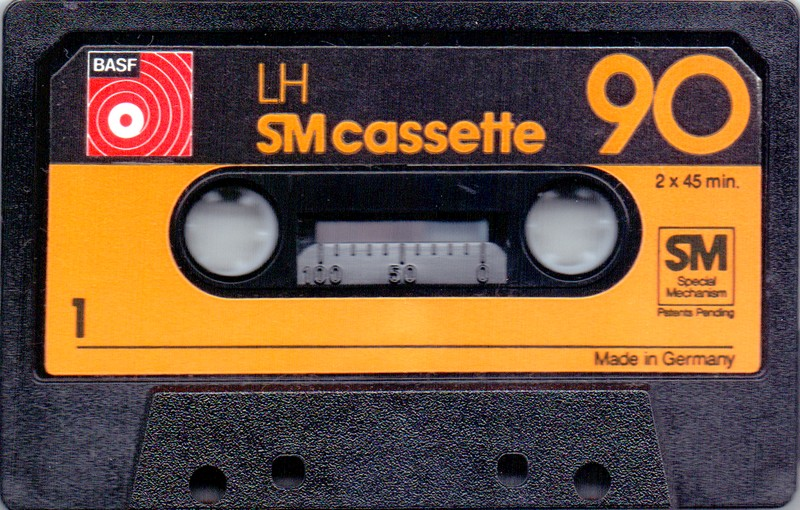 BASF
LH
SM cassette
90
2 x 45 min.
100 50 0
SM
Special
Mechanism
Patents Pending
1
Made in Germany